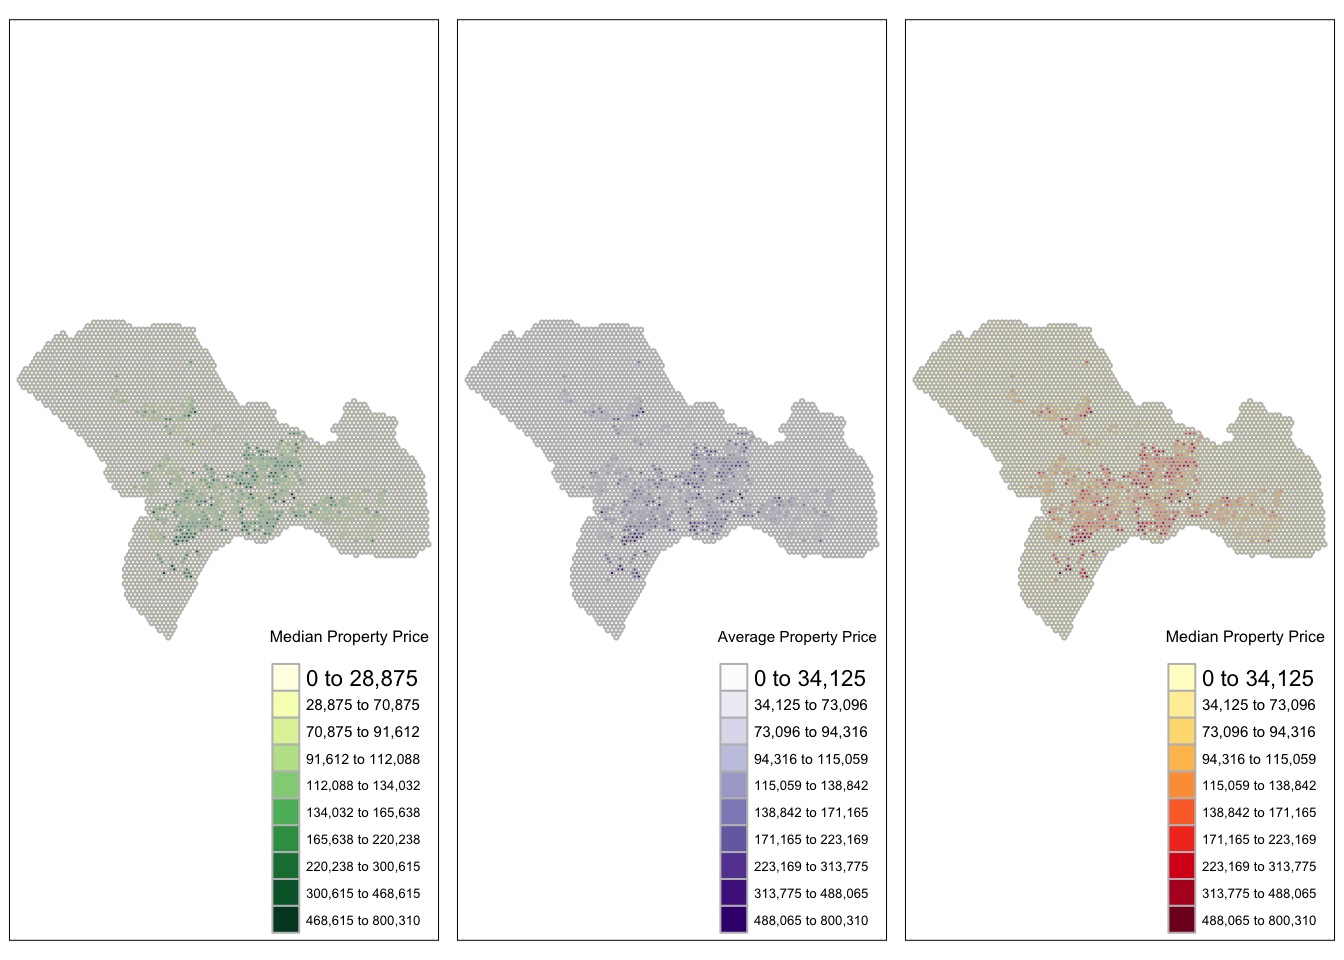 Median Property Price
0 to 28,875
28,875 to 70,875
70,875 to 91,612
91,612 to 112,088
112,088 to 134,032
134,032 to 165,638
165,638 to 220,238
220,238 to 300,615
300,615 to 468,615
468,615 to 800,310
Average Property Price
0 to 34,125
34,125 to 73,096
73,096 to 94,316
94,316 to 115,059
115,059 to 138,842
138,842 to 171,165
171,165 to 223,169
223,169 to 313,775
313,775 to 488,065
488,065 to 800,310
Median Property Price
0 to 34,125
34,125 to 73,096
73,096 to 94,316
94,316 to 115,059
115,059 to 138,842
138,842 to 171,165
171,165 to 223,169
223,169 to 313,775
313,775 to 488,065
488,065 to 800,310